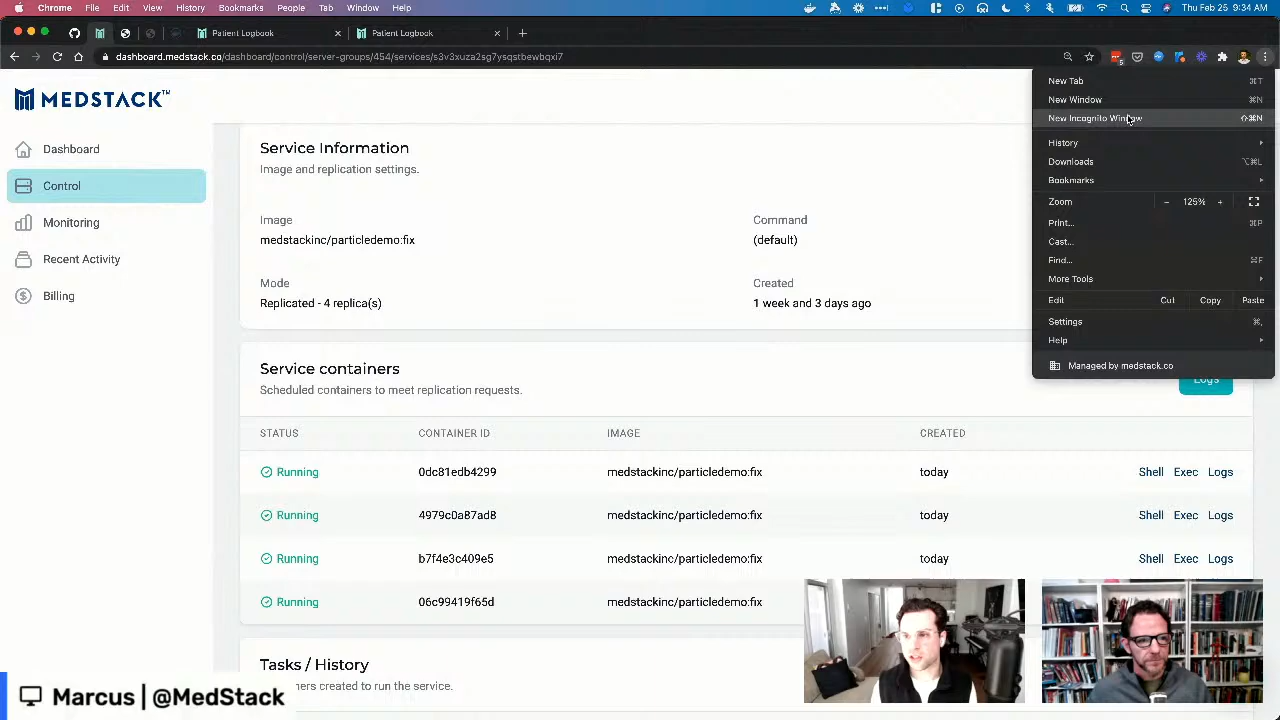 Chrome File Edit View History Bookmarks People Tab Window Help
Thu Feb 25 9:34 AM
Patient Logbook
Patient Logbook
dashboard.medstack.co/dashboard/control/server-groups/454/services/s3v3xuza2sg7ysqstbewbqxi7
MEDSTACK™
Dashboard
Control
Monitoring
Recent Activity
Billing
Service Information
Image and replication settings.
Image
medstackinc/particledemo:fix
Command
(default)
Mode
Replicated - 4 replica(s)
Created
1 week and 3 days ago
Service containers
Scheduled containers to meet replication requests.
Logs
STATUS CONTAINER ID IMAGE CREATED
Running 0dc81edb4299 medstackinc/particledemo:fix today Shell Exec Logs
Running 4979c0a87ad8 medstackinc/particledemo:fix today Shell Exec Logs
Running b7f4e3c409e5 medstackinc/particledemo:fix today Shell Exec Logs
Running 06c99419f65d medstackinc/particledemo:fix
Tasks / History
ners created to run the service.
New Tab ⌘T
New Window ⌘N
New Incognito Window ⇧⌘N
History
Downloads ⌥⌘L
Bookmarks
Zoom − 125% +
Print... ⌘P
Cast...
Find... ⌘F
More Tools
Edit Cut Copy Paste
Settings ⌘,
Help
Managed by medstack.co
Marcus | @MedStack